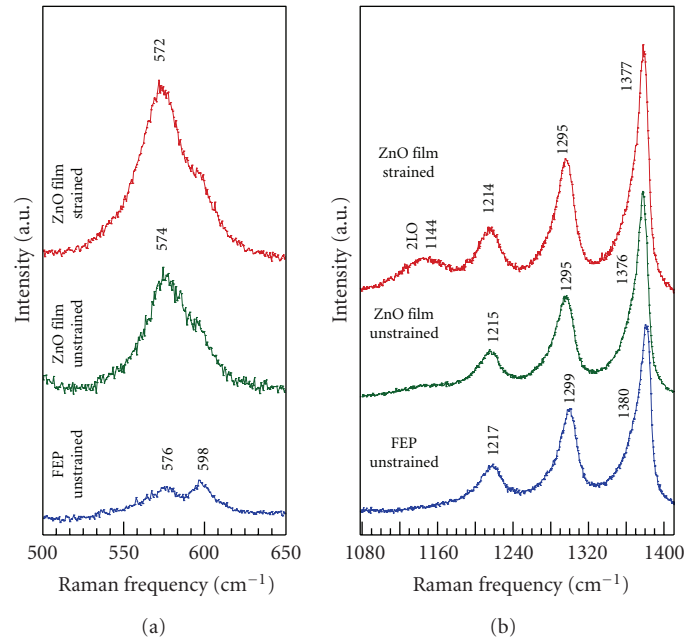 572
ZnO film
strained
574
ZnO film
unstrained
FEP
unstrained
576
598
Intensity (a.u.)
500
550
600
650
Raman frequency (cm−1)
(a)
1377
1295
ZnO film
strained
1214
2LO
1144
1376
1295
ZnO film
unstrained
1215
1380
1299
FEP
unstrained
1217
Intensity (a.u.)
1080
1160
1240
1320
1400
Raman frequency (cm−1)
(b)